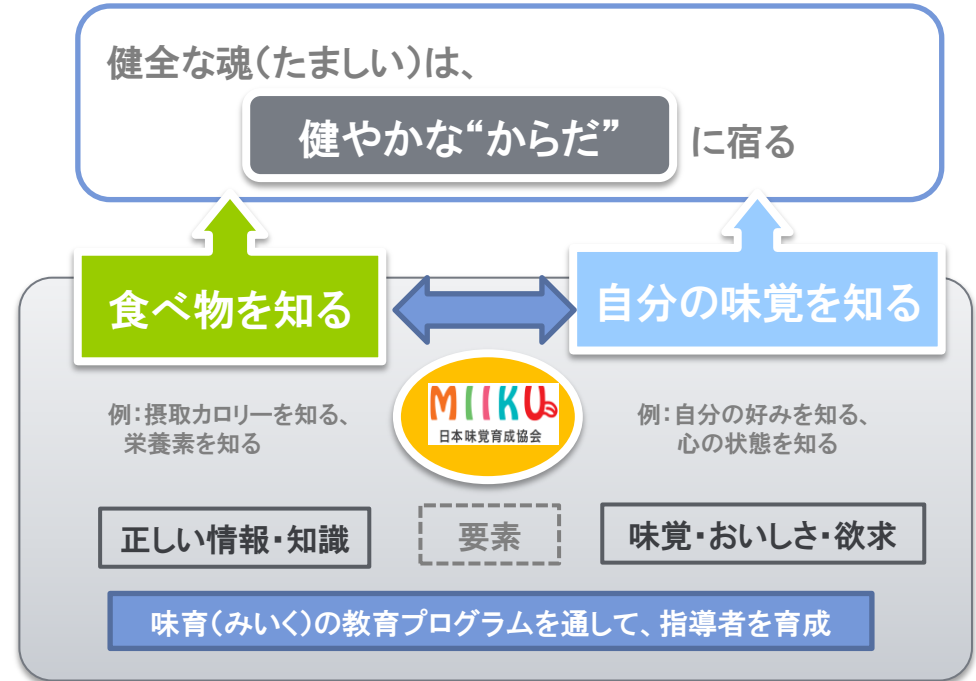 健全な魂（たましい）は、
健やかな“からだ” に宿る
食べ物を知る
自分の味覚を知る
例：摂取カロリーを知る、
栄養素を知る
MIIKU
日本味覚育成協会
例：自分の好みを知る、
心の状態を知る
正しい情報・知識
要素
味覚・おいしさ・欲求
味育（みいく）の教育プログラムを通して、指導者を育成